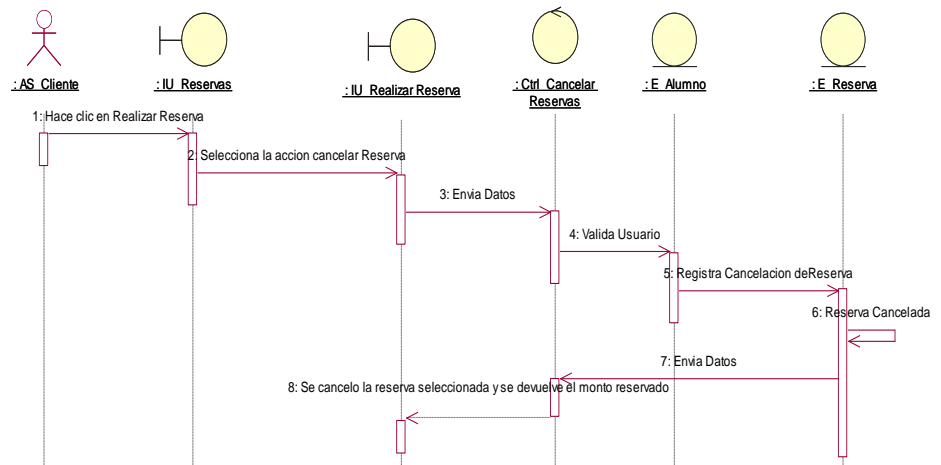 : AS_Cliente
: IU_Reservas
: IU_Realizar Reserva
: Ctrl_Cancelar
Reservas
: E_Alumno
: E_Reserva
1: Hace clic en Realizar Reserva
2: Selecciona la accion cancelar Reserva
3: Envia Datos
4: Valida Usuario
5: Registra Cancelacion deReserva
6: Reserva Cancelada
7: Envia Datos
8: Se cancelo la reserva seleccionada y se devuelve el monto reservado